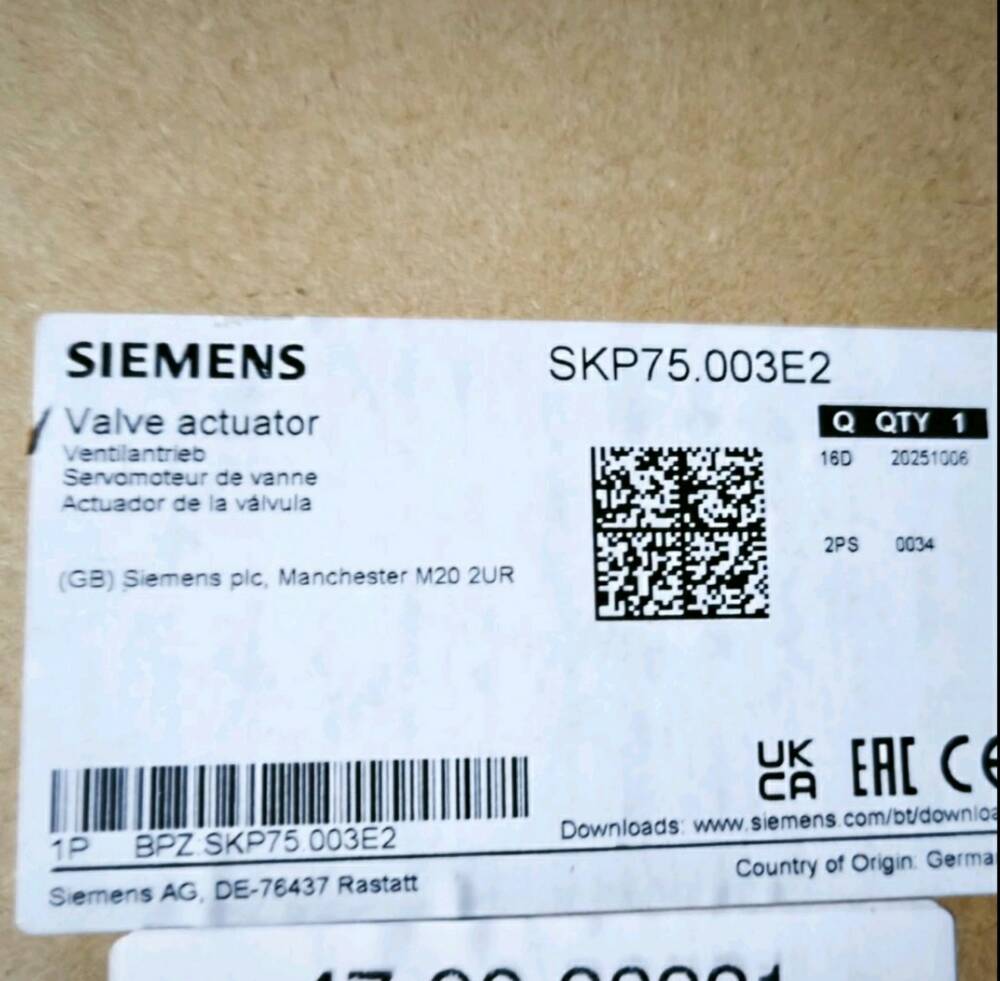 SIEMENS
SKP75.003E2
Valve actuator
Ventilantrieb
Servomoteur de vanne
Actuador de la válvula
Q QTY 1
16D 20251006
2PS 0034
(GB) Siemens plc, Manchester M20 2UR
UK
CA
EAC CE
1P BPZ:SKP75.003E2
Downloads: www.siemens.com/bt/downloa
Siemens AG, DE-76437 Rastatt
Country of Origin: Germa